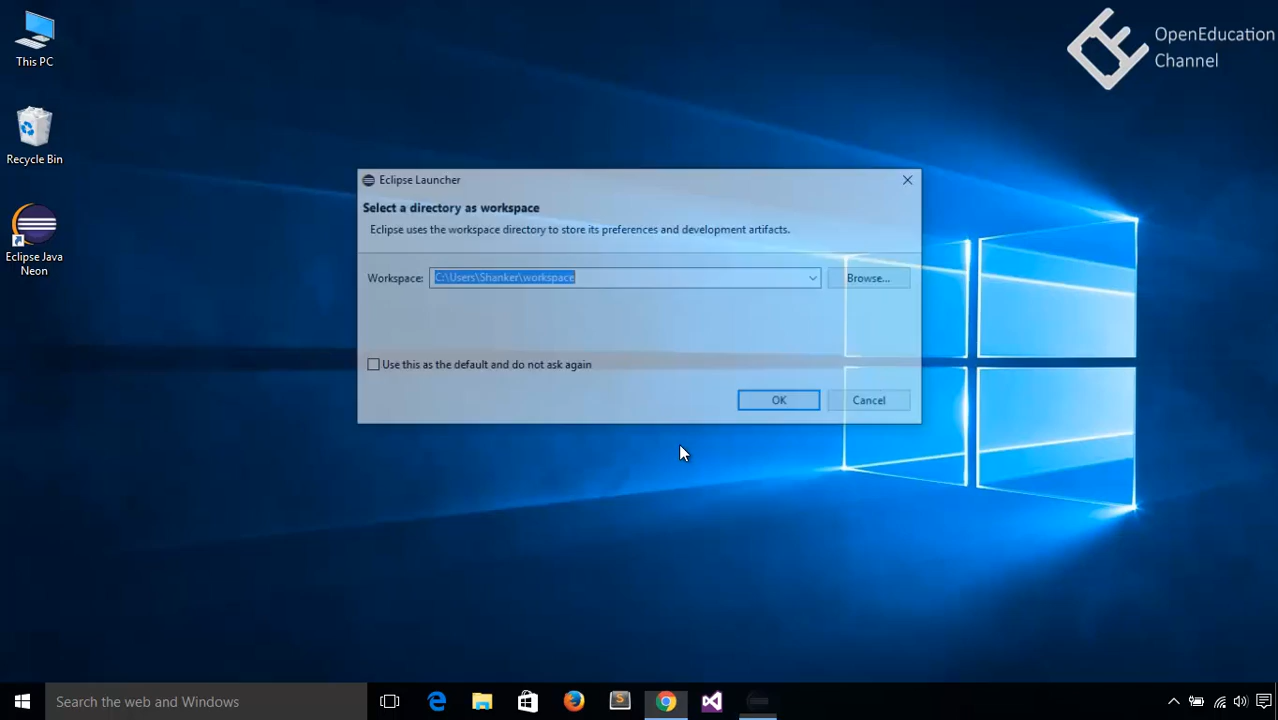 This PC
Recycle Bin
Eclipse Java
Neon
OpenEducation
Channel
Eclipse Launcher
Select a directory as workspace
Eclipse uses the workspace directory to store its preferences and development artifacts.
Workspace: C:\Users\Shanker\workspace Browse...
Use this as the default and do not ask again
OK Cancel
Search the web and Windows